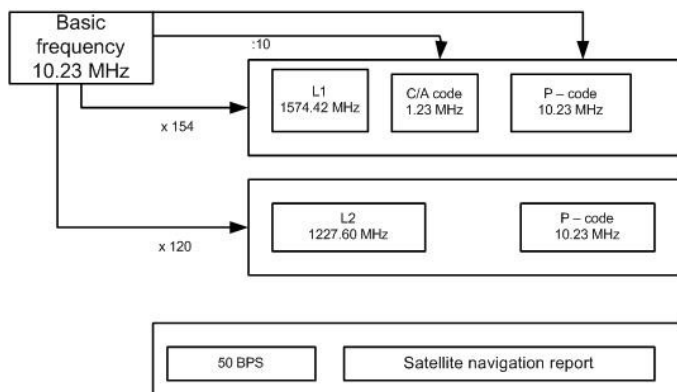 Basic
frequency
10.23 MHz
:10
L1
1574.42 MHz
C/A code
1.23 MHz
P – code
10.23 MHz
x 154
L2
1227.60 MHz
P – code
10.23 MHz
x 120
50 BPS
Satellite navigation report